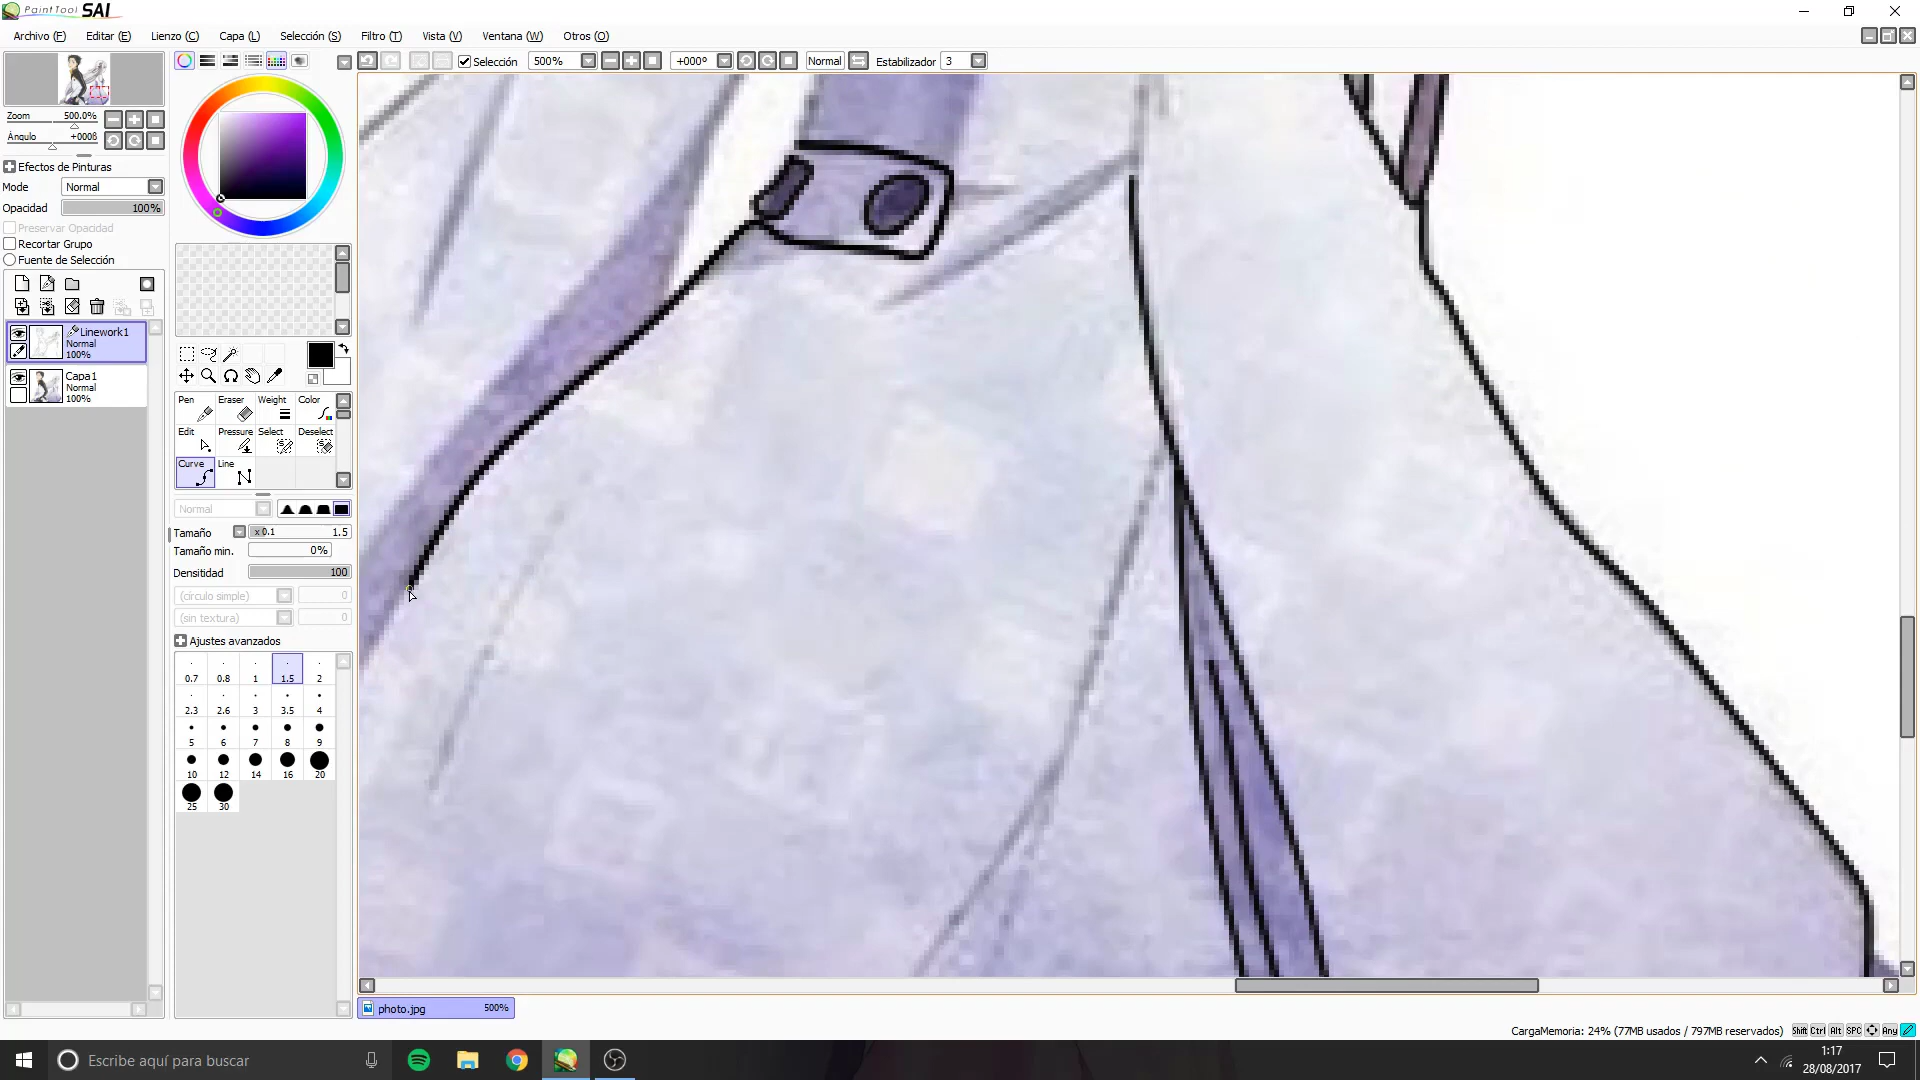 PaintTool SAI
Archivo (F) Editar (E) Lienzo (C) Capa (L) Selección (S) Filtro (T) Vista (V) Ventana (W) Otros (O)
Selección 500% +000º Normal Estabilizador 3
Zoom 500.0%
Ángulo +000ß
Efectos de Pinturas
Mode Normal
Opacidad 100%
Preservar Opacidad
Recortar Grupo
Fuente de Selección
Linework1
Normal
100%
Capa1
Normal
100%
Pen Eraser Weight Color
Edit Pressure Select Deselect
Curve Line
Normal
Tamaño x 0.1 1.5
Tamaño min. 0%
Densitidad 100
(círculo simple) 0
(sin textura) 0
Ajustes avanzados
0.7 0.8 1 1.5 2
2.3 2.6 3 3.5 4
5 6 7 8 9
10 12 14 16 20
25 30
photo.jpg 500%
CargaMemoria: 24% (77MB usados / 797MB reservados) Shift Ctrl Alt SPC Any
Escribe aquí para buscar
1:17
28/08/2017